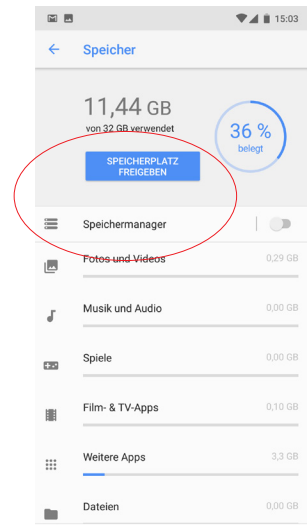 15:03
Speicher
11,44 GB
von 32 GB verwendet
36 %
belegt
SPEICHERPLATZ
FREIGEBEN
Speichermanager
Fotos und Videos 0,29 GB
Musik und Audio 0,00 GB
Spiele 0,00 GB
Film- & TV-Apps 0,10 GB
Weitere Apps 3,3 GB
Dateien 0,00 GB